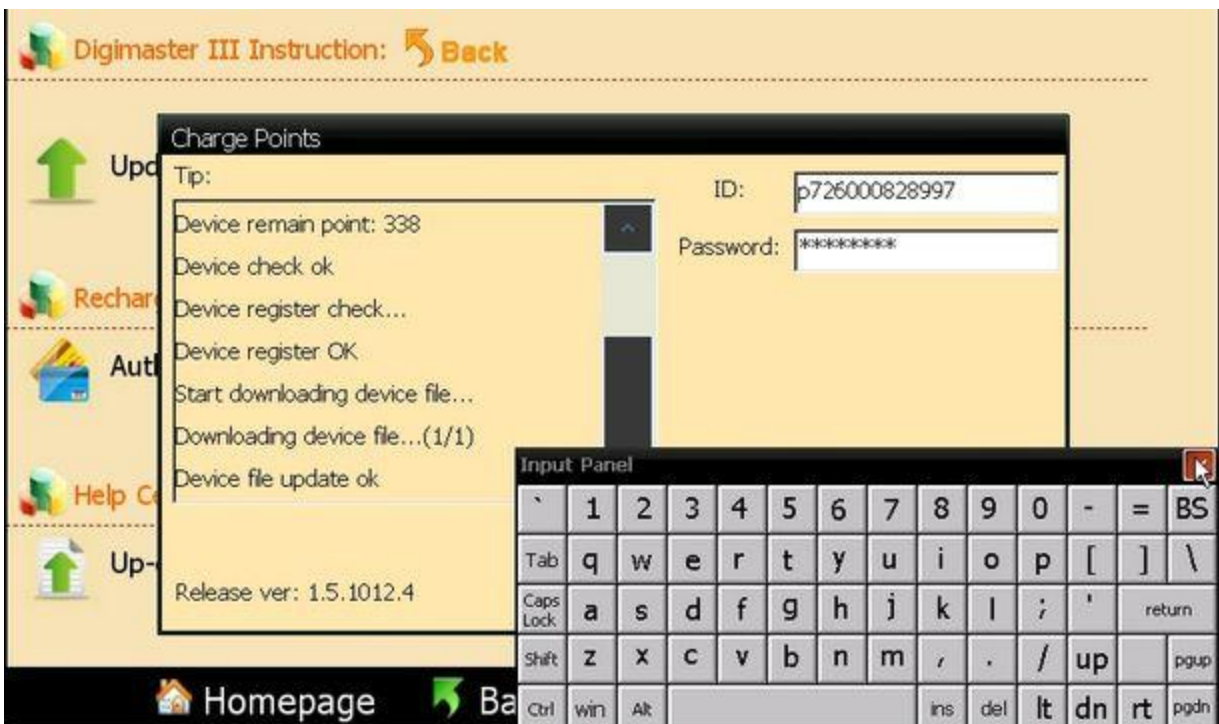 Digimaster III Instruction: Back
Charge Points
Upd
Tip:
ID: p726000828997
Device remain point: 338
Password: ********
Device check ok
Rechar
Device register check...
Device register OK
Aut
Start downloading device file...
Downloading device file...(1/1)
Input Panel
Device file update ok
Help C
` 1 2 3 4 5 6 7 8 9 0 - = BS
Tab q w e r t y u i o p [ ] \
Up-
Release ver: 1.5.1012.4
Caps Lock a s d f g h j k l ; ' return
Shift z x c v b n m , . / up pgup
Homepage Ba
Ctrl win Alt ins del lt dn rt pgdn